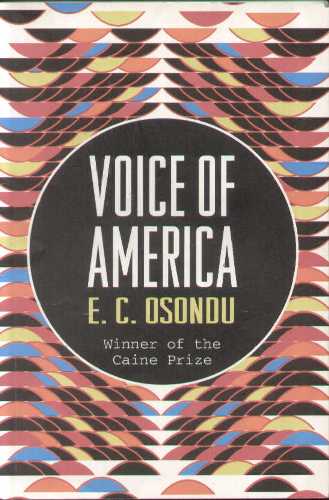 VOICE OF
AMERICA
E. C. OSONDU
Winner of the
Caine Prize